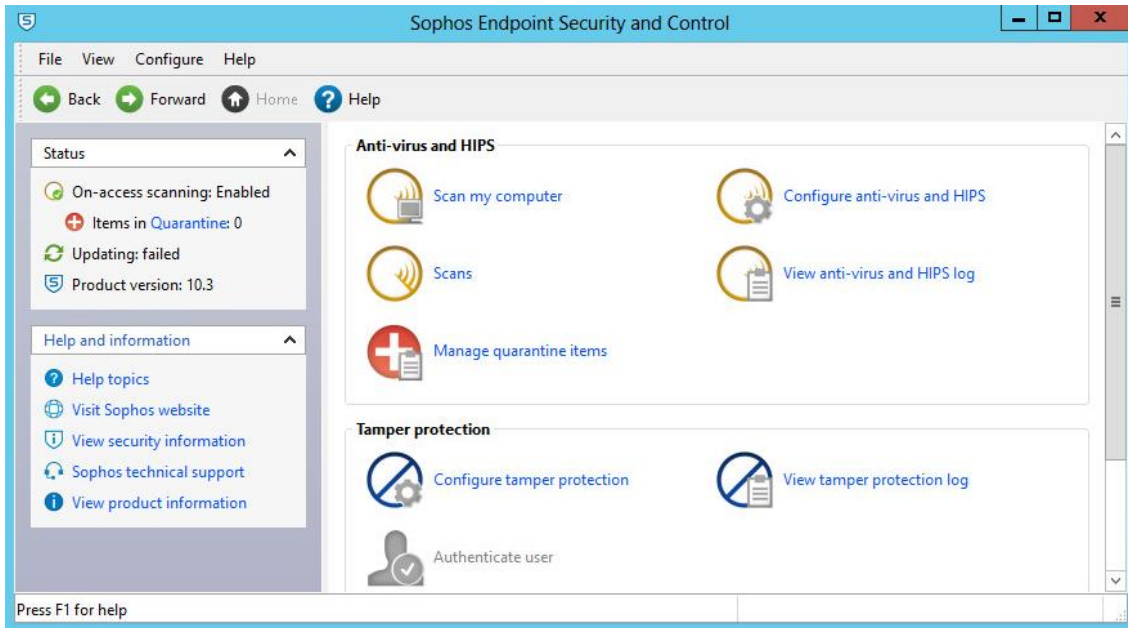 Sophos Endpoint Security and Control
File View Configure Help
Back Forward Home Help
Status
On-access scanning: Enabled
Items in Quarantine: 0
Updating: failed
Product version: 10.3
Help and information
Help topics
Visit Sophos website
View security information
Sophos technical support
View product information
Anti-virus and HIPS
Scan my computer
Configure anti-virus and HIPS
Scans
View anti-virus and HIPS log
Manage quarantine items
Tamper protection
Configure tamper protection
View tamper protection log
Authenticate user
Press F1 for help